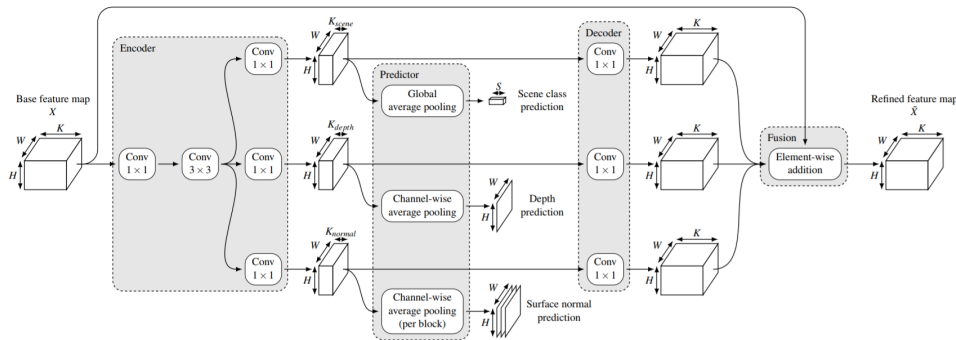 Encoder
Conv
1 × 1
W
K_scene
H
Decoder
Conv
1 × 1
W
K
H
Predictor
Global
average pooling
S
Scene class
prediction
Base feature map
X
K
W
H
Conv
1 × 1
Conv
3 × 3
Conv
1 × 1
K_depth
W
H
Channel-wise
average pooling
W
H
Depth
prediction
Conv
1 × 1
K
W
H
Fusion
Element-wise
addition
Refined feature map
X̃
K
W
H
Conv
1 × 1
K_normal
W
H
Channel-wise
average pooling
(per block)
W
H
Surface normal
prediction
Conv
1 × 1
K
W
H